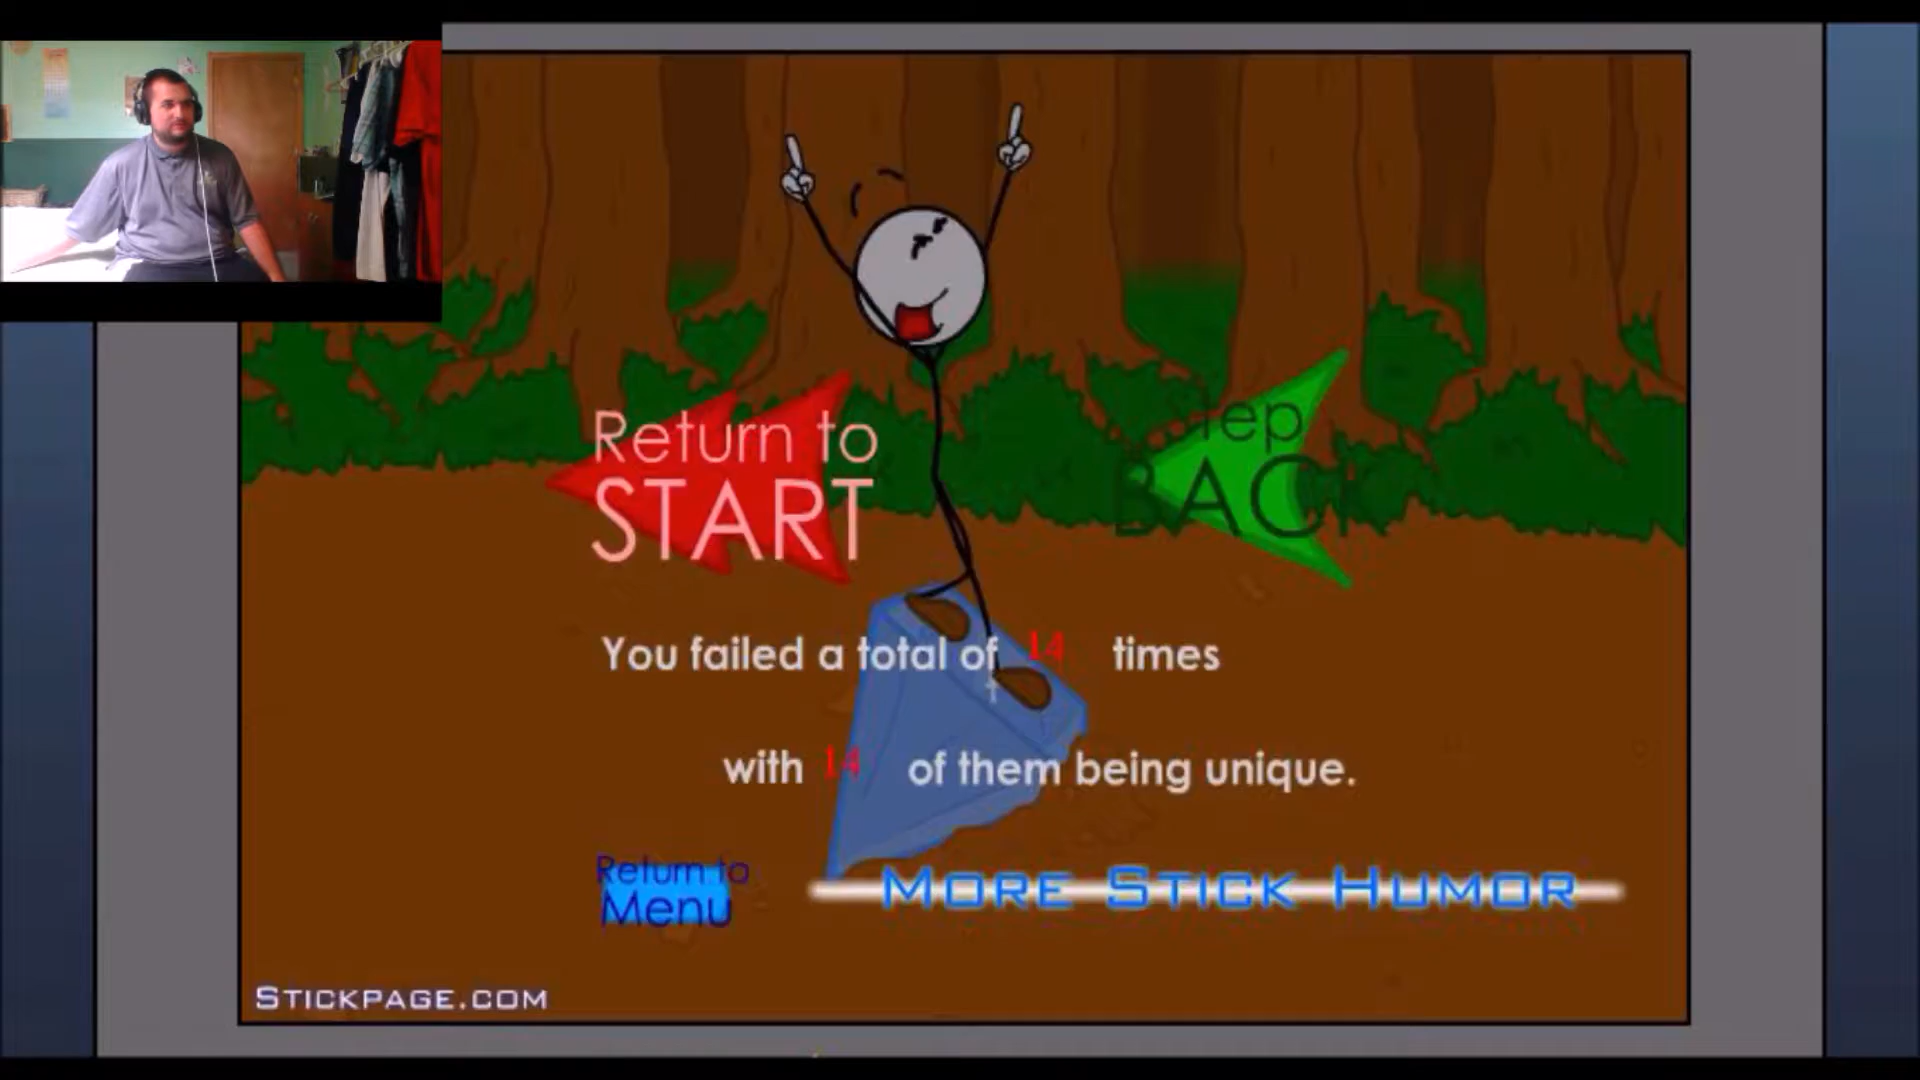 Return to
START
Step
BACK
You failed a total of 14 times
with 14 of them being unique.
Return to
Menu
MORE STICK HUMOR
STICKPAGE.COM